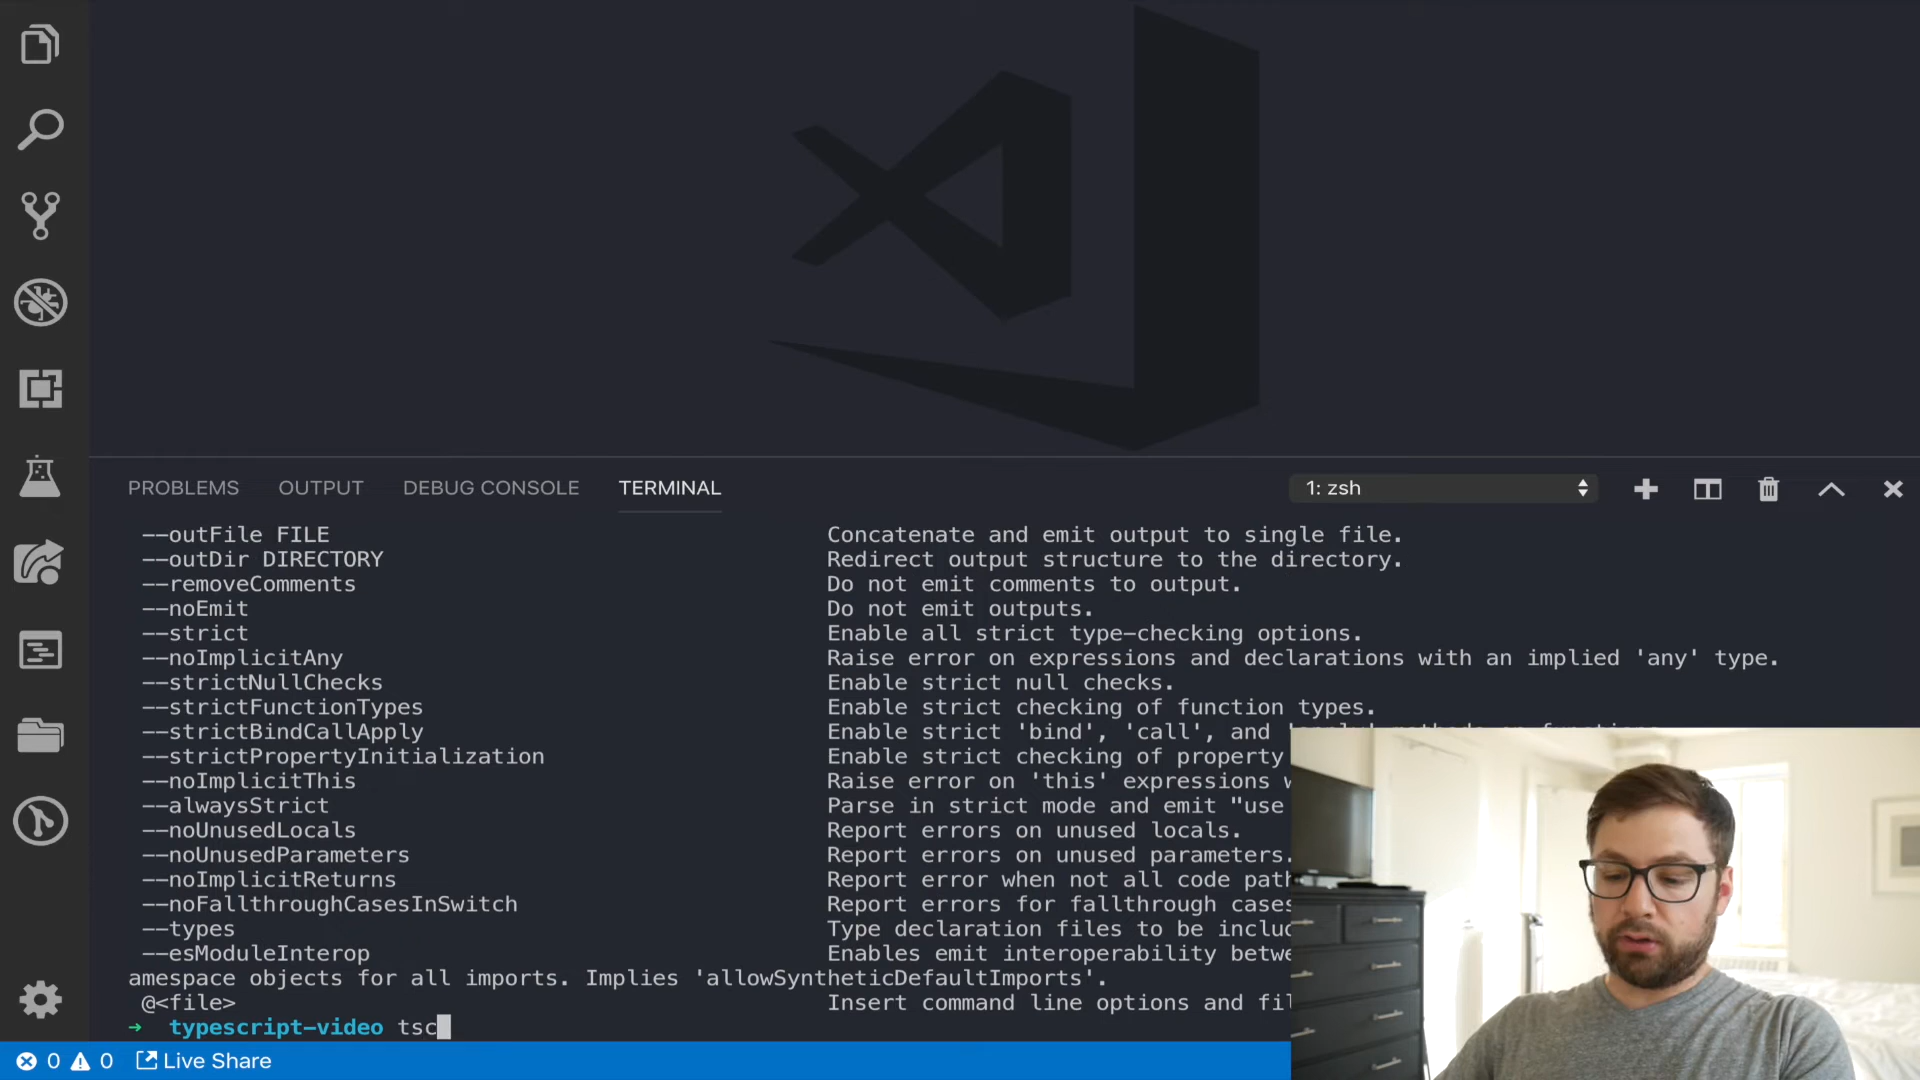 PROBLEMS OUTPUT DEBUG CONSOLE TERMINAL 1: zsh
--outFile FILE Concatenate and emit output to single file.
--outDir DIRECTORY Redirect output structure to the directory.
--removeComments Do not emit comments to output.
--noEmit Do not emit outputs.
--strict Enable all strict type-checking options.
--noImplicitAny Raise error on expressions and declarations with an implied 'any' type.
--strictNullChecks Enable strict null checks.
--strictFunctionTypes Enable strict checking of function types.
--strictBindCallApply Enable strict 'bind', 'call', and 'apply' methods on functions.
--strictPropertyInitialization Enable strict checking of property
--noImplicitThis Raise error on 'this' expressions
--alwaysStrict Parse in strict mode and emit "use
--noUnusedLocals Report errors on unused locals.
--noUnusedParameters Report errors on unused parameters.
--noImplicitReturns Report error when not all code
--noFallthroughCasesInSwitch Report errors for fallthrough cases
--types Type declaration files to be
--esModuleInterop Enables emit interoperability
amespace objects for all imports. Implies 'allowSyntheticDefaultImports'.
@<file> Insert command line options and
→ typescript-video tsc
0 0 Live Share